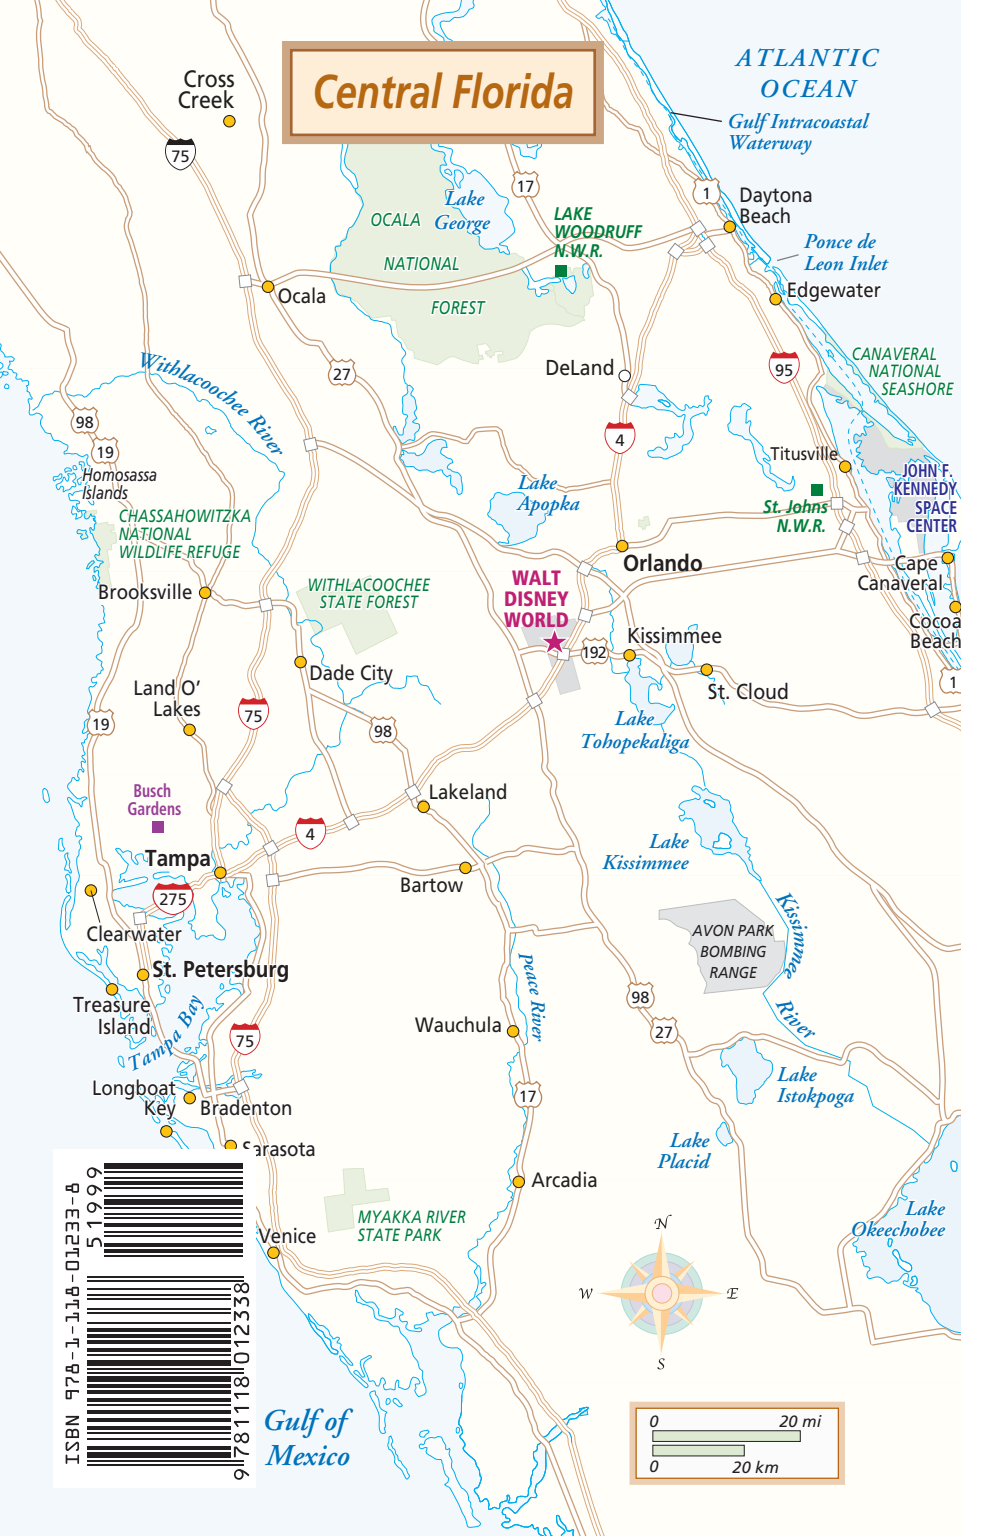 Central Florida
ATLANTIC
OCEAN
Gulf Intracoastal
Waterway
Cross
Creek
75
17
1
Daytona
Beach
Lake
George
LAKE
WOODRUFF
N.W.R.
OCALA
NATIONAL
FOREST
Ponce de
Leon Inlet
Edgewater
Ocala
27
DeLand
95
CANAVERAL
NATIONAL
SEASHORE
Withlacoochee River
98
19
4
Titusville
Homosassa
Islands
JOHN F.
KENNEDY
SPACE
CENTER
Lake
Apopka
St. Johns
N.W.R.
CHASSAHOWITZKA
NATIONAL
WILDLIFE REFUGE
Orlando
Cape
Canaveral
WALT
DISNEY
WORLD
WITHLACOOCHEE
STATE FOREST
Brooksville
Cocoa
Beach
Kissimmee
192
Dade City
St. Cloud
1
Land O’
Lakes
75
19
98
Lake
Tohopekaliga
Busch
Gardens
Lakeland
4
Lake
Kissimmee
Tampa
Bartow
275
Clearwater
AVON PARK
BOMBING
RANGE
Kissimmee
River
St. Petersburg
Peace River
Treasure
Island
Tampa Bay
98
27
Wauchula
75
Longboat
Key
Bradenton
17
Lake
Istokpoga
Sarasota
Lake
Placid
Arcadia
MYAKKA RIVER
STATE PARK
Lake
Okeechobee
Venice
N
W
E
S
Gulf of
Mexico
0 20 mi
0 20 km
ISBN 978-1-118-01233-8
51999
9 781118 012338